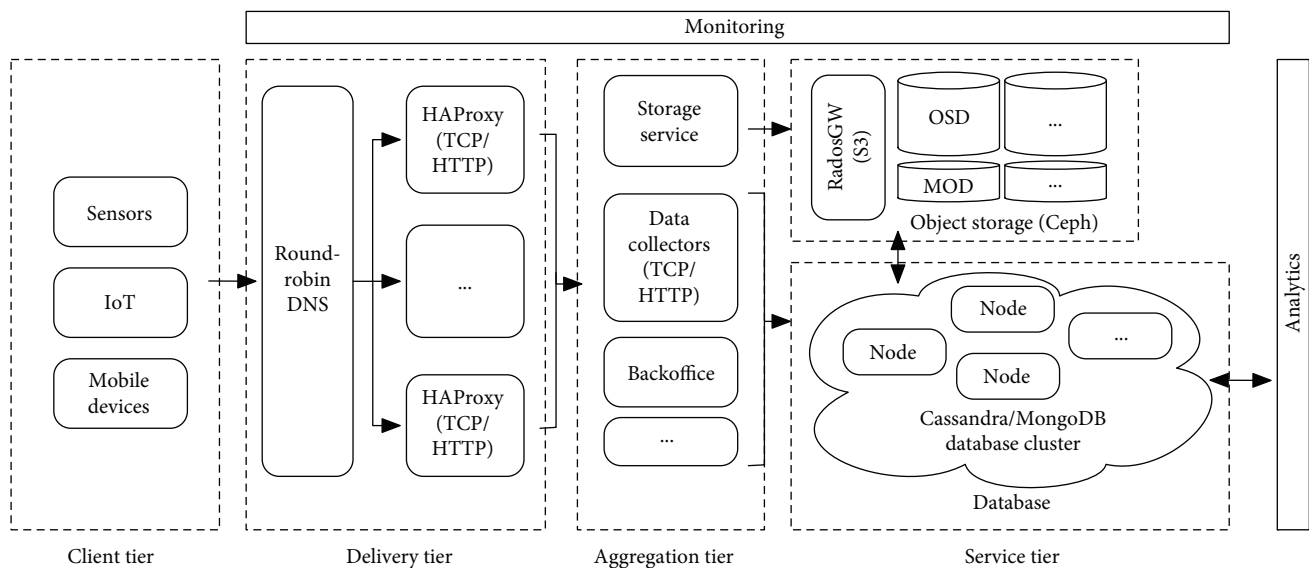 Monitoring
Sensors
IoT
Mobile
devices
Client tier
Round-
robin
DNS
HAProxy
(TCP/
HTTP)
...
HAProxy
(TCP/
HTTP)
Delivery tier
Storage
service
Data
collectors
(TCP/
HTTP)
Backoffice
...
Aggregation tier
RadosGW
(S3)
OSD
...
MOD
...
Object storage (Ceph)
Node
Node
...
Node
Cassandra/MongoDB
database cluster
Database
Service tier
Analytics